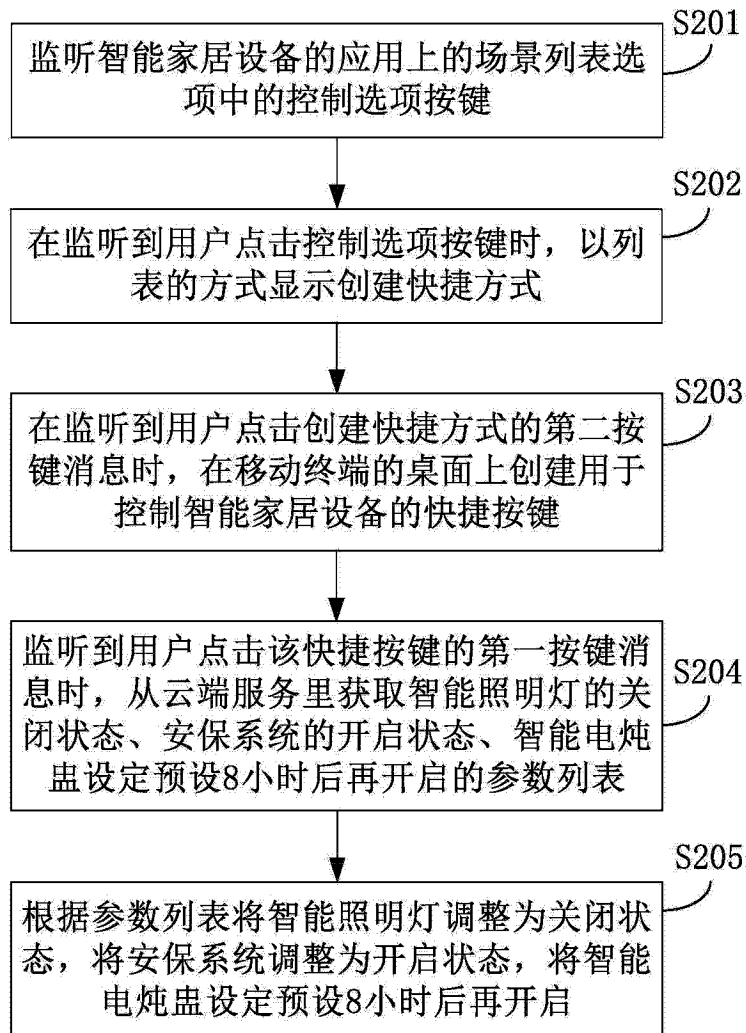 S201
监听智能家居设备的应用上的场景列表选
项中的控制选项按键
S202
在监听到用户点击控制选项按键时，以列
表的方式显示创建快捷方式
S203
在监听到用户点击创建快捷方式的第二按
键消息时，在移动终端的桌面上创建用于
控制智能家居设备的快捷按键
S204
监听到用户点击该快捷按键的第一按键消
息时，从云端服务里获取智能照明灯的关
闭状态、安保系统的开启状态、智能电炖
盅设定预设8小时后再开启的参数列表
S205
根据参数列表将智能照明灯调整为关闭状
态，将安保系统调整为开启状态，将智能
电炖盅设定预设8小时后再开启